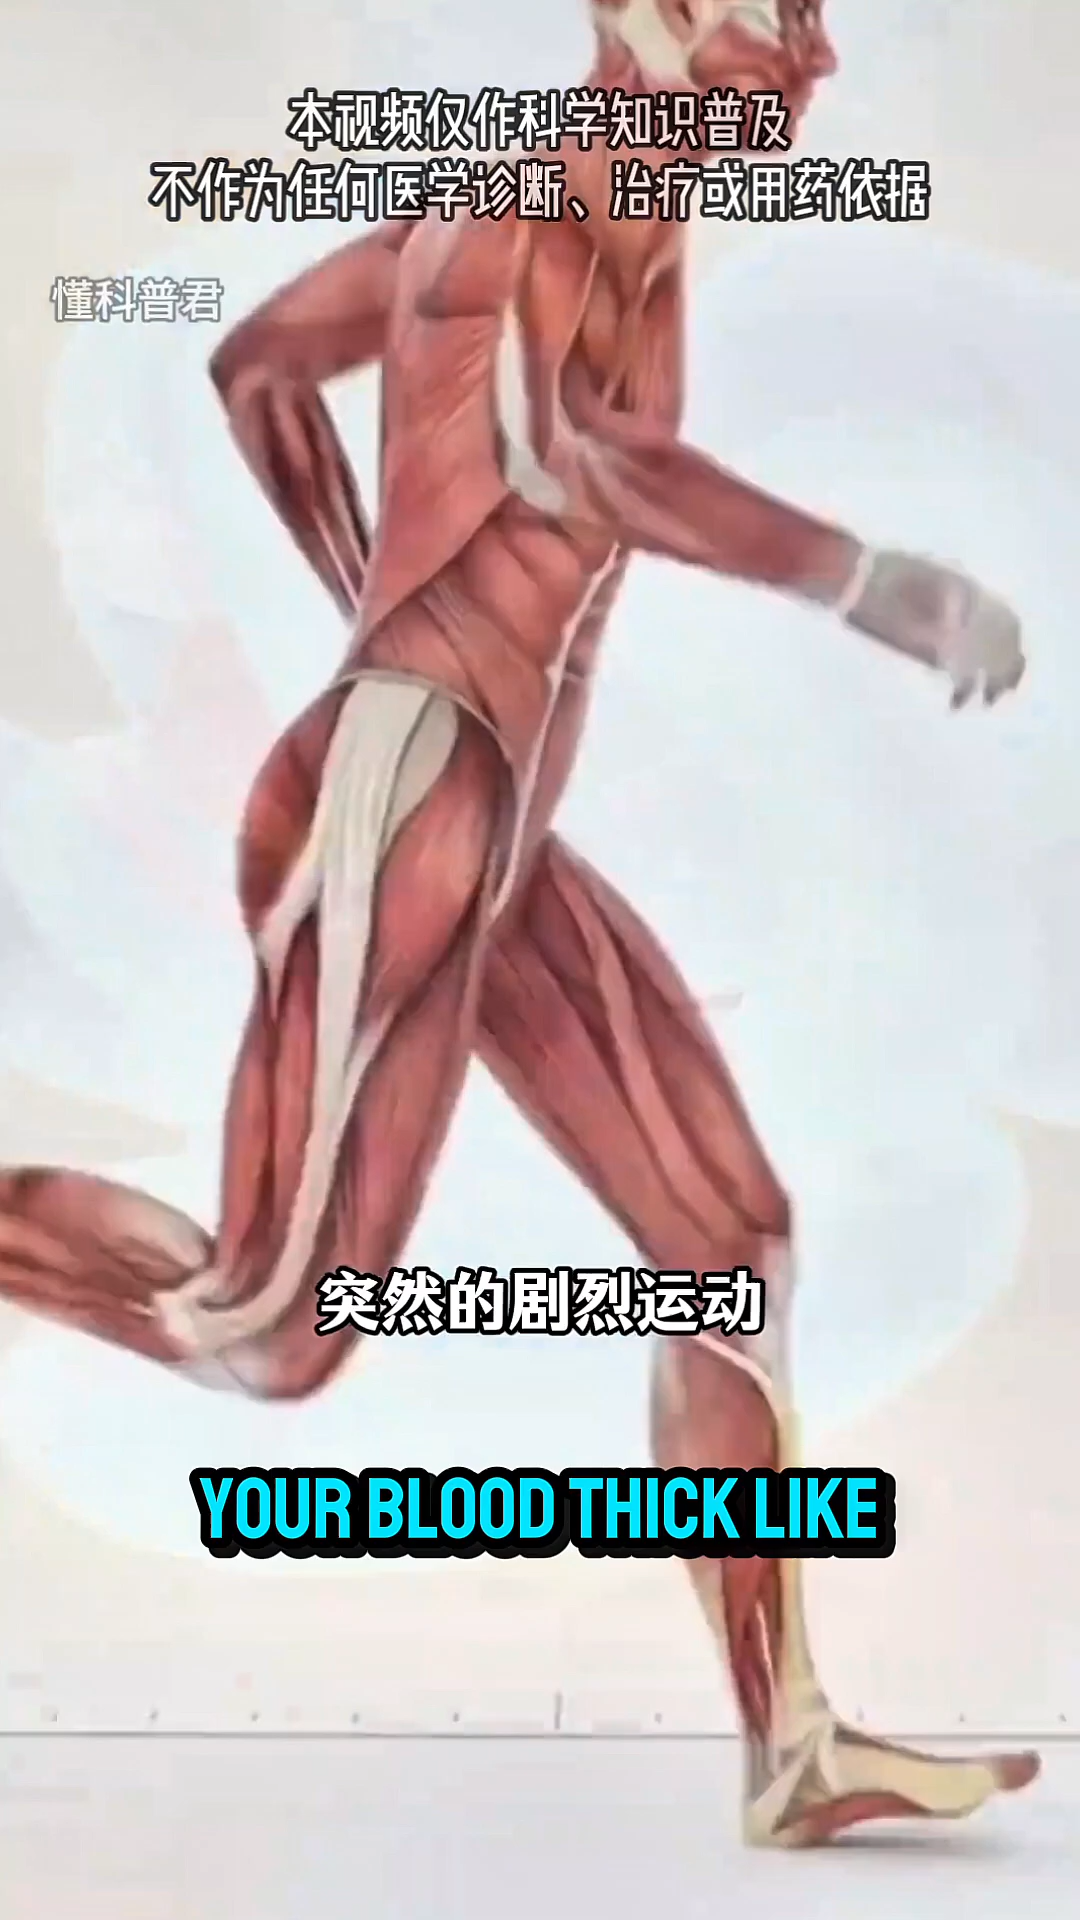 本视频仅作科学知识普及
不作为任何医学诊断、治疗或用药依据
懂科普君
突然的剧烈运动
YOUR BLOOD THICK LIKE